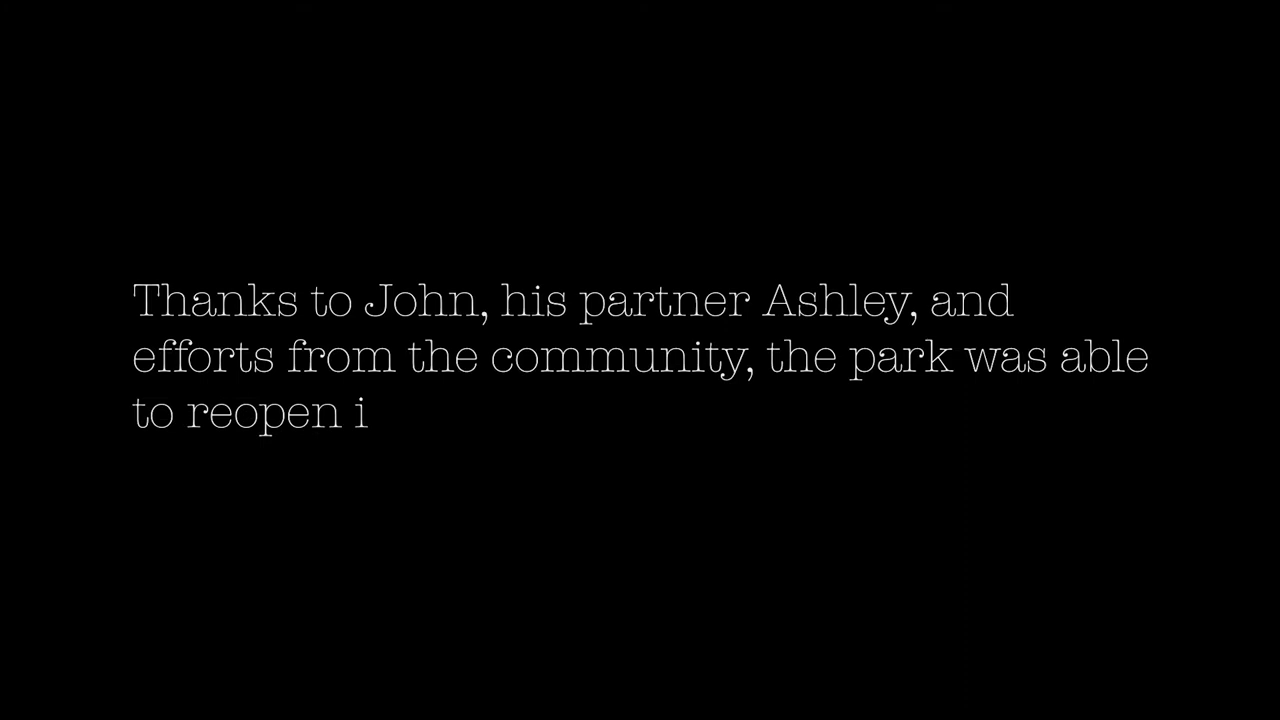 Thanks to John, his partner Ashley, and
efforts from the community, the park was able
to reopen i